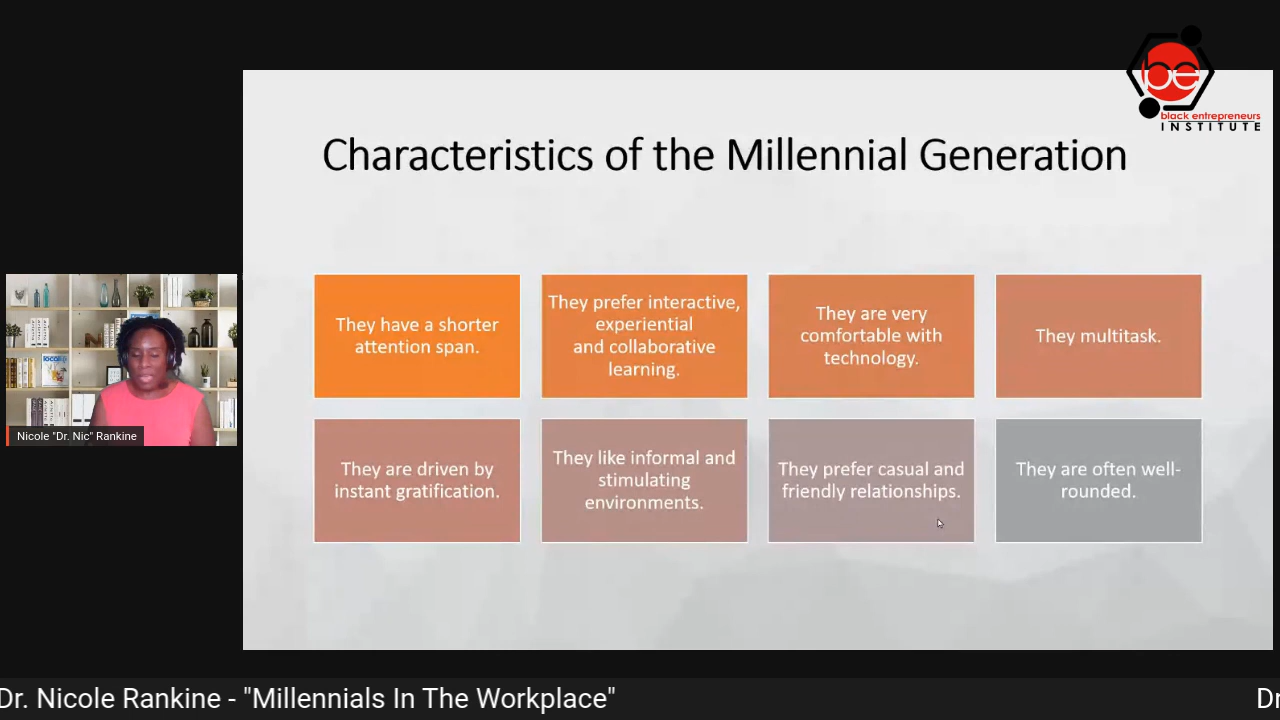 be
black entrepreneurs
INSTITUTE
Characteristics of the Millennial Generation
They have a shorter
attention span.
They prefer interactive,
experiential
and collaborative
learning.
They are very
comfortable with
technology.
They multitask.
They are driven by
instant gratification.
They like informal and
stimulating
environments.
They prefer casual and
friendly relationships.
They are often well-
rounded.
Nicole "Dr. Nic" Rankine
Dr. Nicole Rankine - "Millennials In The Workplace"
Dr